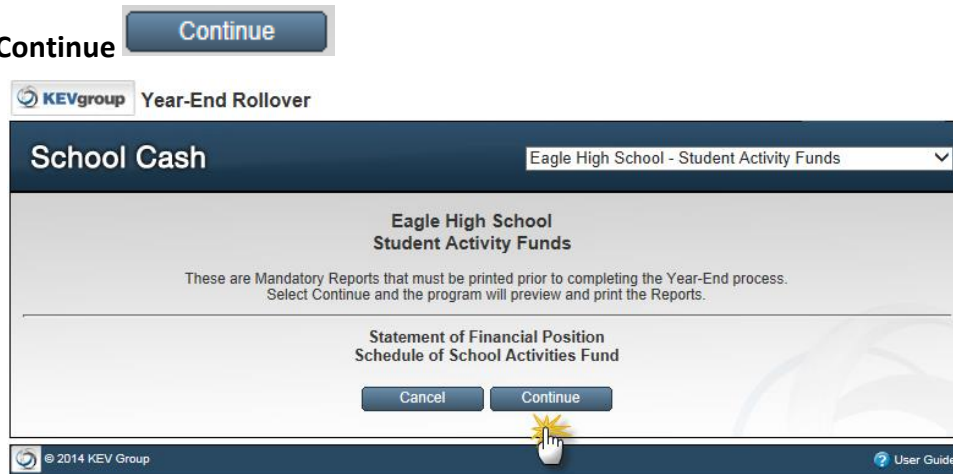 Continue Continue
KEVgroup Year-End Rollover
School Cash Eagle High School - Student Activity Funds
Eagle High School
Student Activity Funds
These are Mandatory Reports that must be printed prior to completing the Year-End process.
Select Continue and the program will preview and print the Reports.
Statement of Financial Position
Schedule of School Activities Fund
Cancel Continue
© 2014 KEV Group ? User Guide